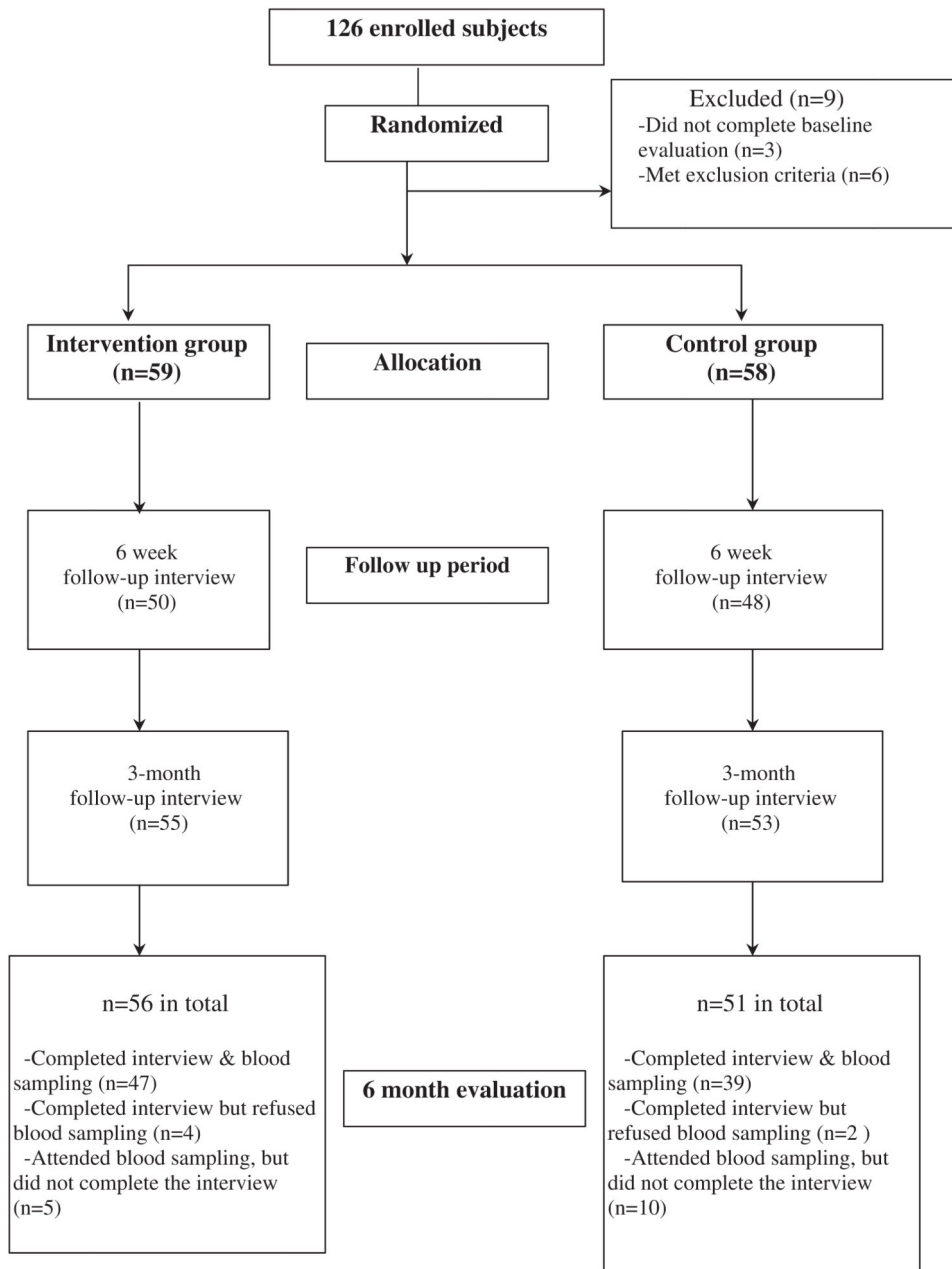 126 enrolled subjects
Randomized
Excluded (n=9)
-Did not complete baseline
evaluation (n=3)
-Met exclusion criteria (n=6)
Intervention group
(n=59)
Allocation
Control group
(n=58)
6 week
follow-up interview
(n=50)
Follow up period
6 week
follow-up interview
(n=48)
3-month
follow-up interview
(n=55)
3-month
follow-up interview
(n=53)
n=56 in total
-Completed interview & blood
sampling (n=47)
-Completed interview but refused
blood sampling (n=4)
-Attended blood sampling, but
did not complete the interview
(n=5)
6 month evaluation
n=51 in total
-Completed interview & blood
sampling (n=39)
-Completed interview but
refused blood sampling (n=2 )
-Attended blood sampling, but
did not complete the interview
(n=10)